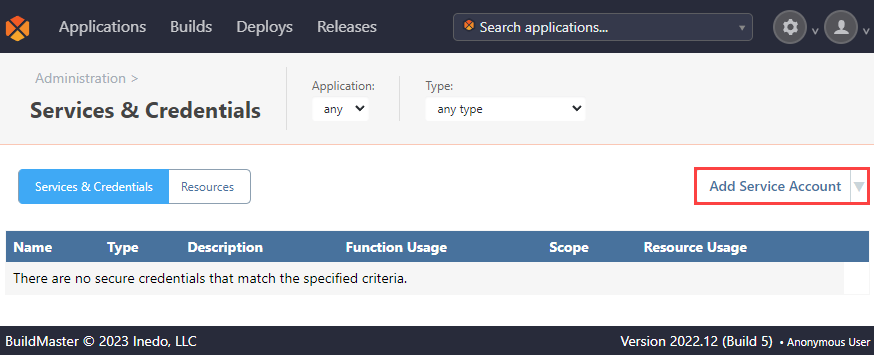 Applications Builds Deploys Releases Search applications...
Administration >
Services & Credentials
Application: Type:
any any type
Services & Credentials Resources Add Service Account
Name Type Description Function Usage Scope Resource Usage
There are no secure credentials that match the specified criteria.
BuildMaster © 2023 Inedo, LLC Version 2022.12 (Build 5) • Anonymous User